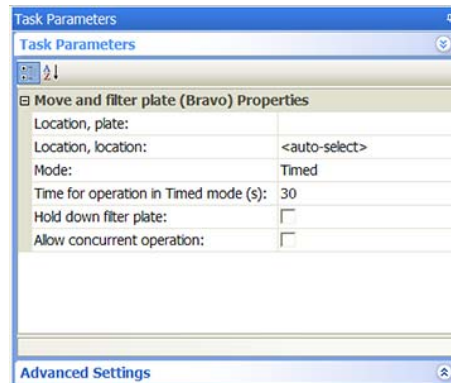 Task Parameters
Task Parameters
Move and filter plate (Bravo) Properties
Location, plate:
Location, location: <auto-select>
Mode: Timed
Time for operation in Timed mode (s): 30
Hold down filter plate:
Allow concurrent operation:
Advanced Settings